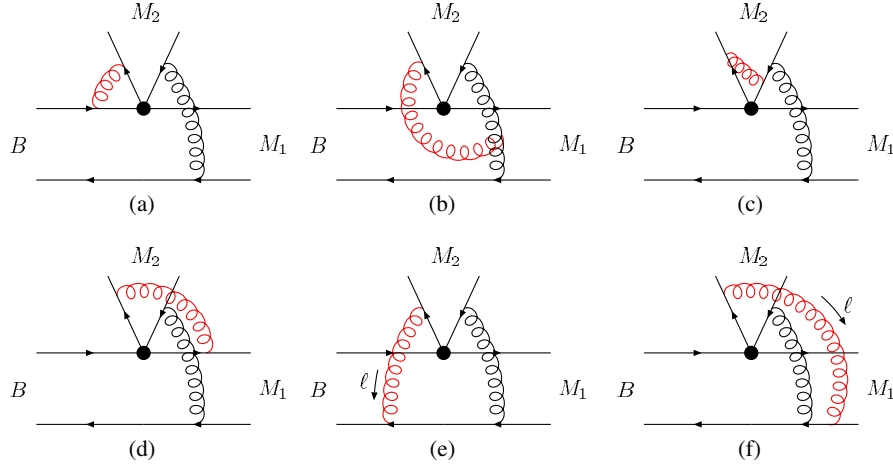 M₂ M₂ M₂
B M₁ B M₁ B M₁
(a) (b) (c)
M₂ M₂ M₂
ℓ
B M₁ B ℓ M₁ B M₁
(d) (e) (f)